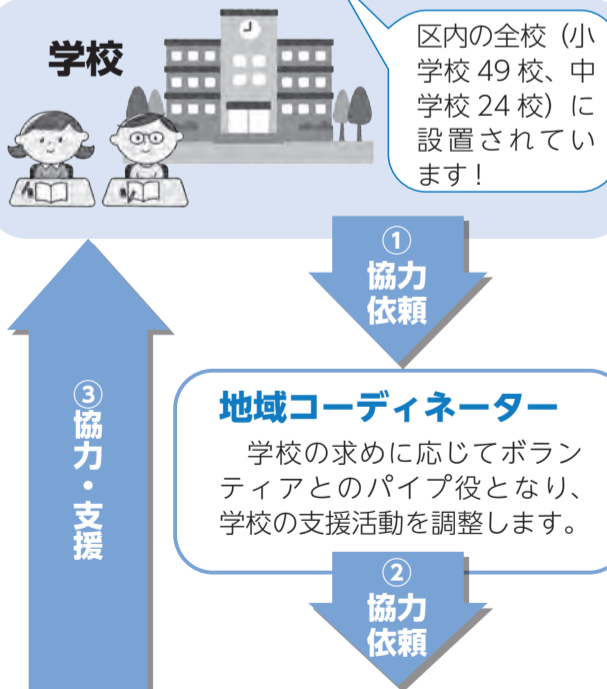 学校
区内の全校（小
学校 49 校、中
学校 24 校）に
設置されてい
ます！
①
協力
依頼
地域コーディネーター
学校の求めに応じてボラン
ティアとのパイプ役となり、
学校の支援活動を調整します。
②
協力
依頼
③協力・支援